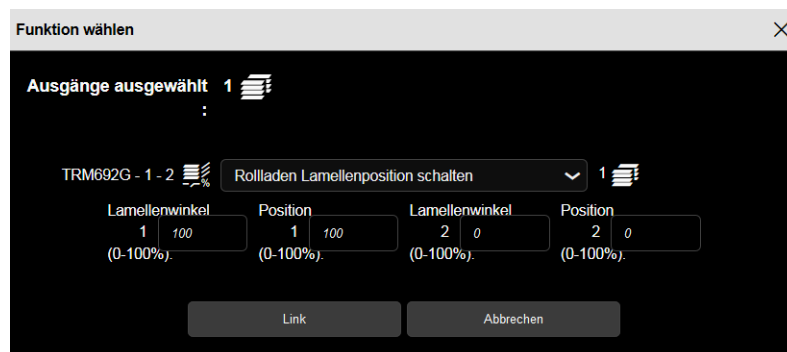 Funktion wählen
Ausgänge ausgewählt 1
:
TRM692G - 1 - 2 % Rollladen Lamellenposition schalten 1
Lamellenwinkel Position Lamellenwinkel Position
1 100 1 100 2 0 2 0
(0-100%). (0-100%). (0-100%). (0-100%).
Link Abbrechen